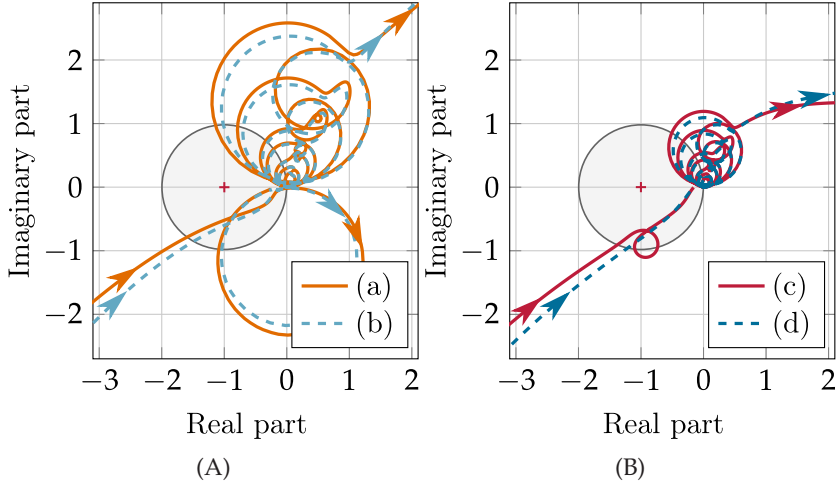 Imaginary part
2
1
0
−1
−2
−3 −2 −1 0 1 2
Real part
(a)
(b)
(A)
Imaginary part
2
1
0
−1
−2
−3 −2 −1 0 1 2
Real part
(c)
(d)
(B)